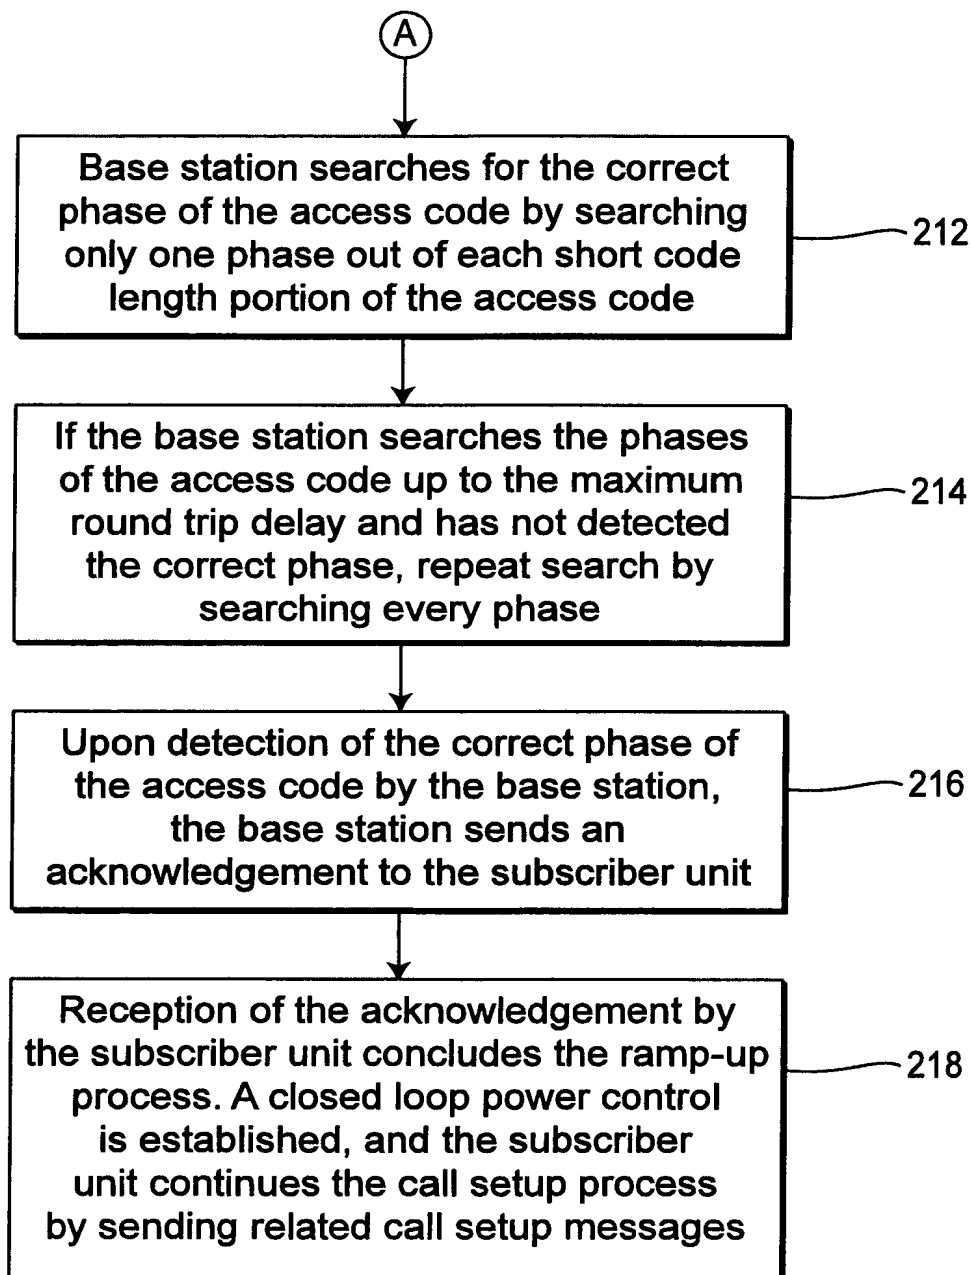 A
Base station searches for the correct
phase of the access code by searching
only one phase out of each short code
length portion of the access code
212
If the base station searches the phases
of the access code up to the maximum
round trip delay and has not detected
the correct phase, repeat search by
searching every phase
214
Upon detection of the correct phase of
the access code by the base station,
the base station sends an
acknowledgement to the subscriber unit
216
Reception of the acknowledgement by
the subscriber unit concludes the ramp-up
process. A closed loop power control
is established, and the subscriber
unit continues the call setup process
by sending related call setup messages
218